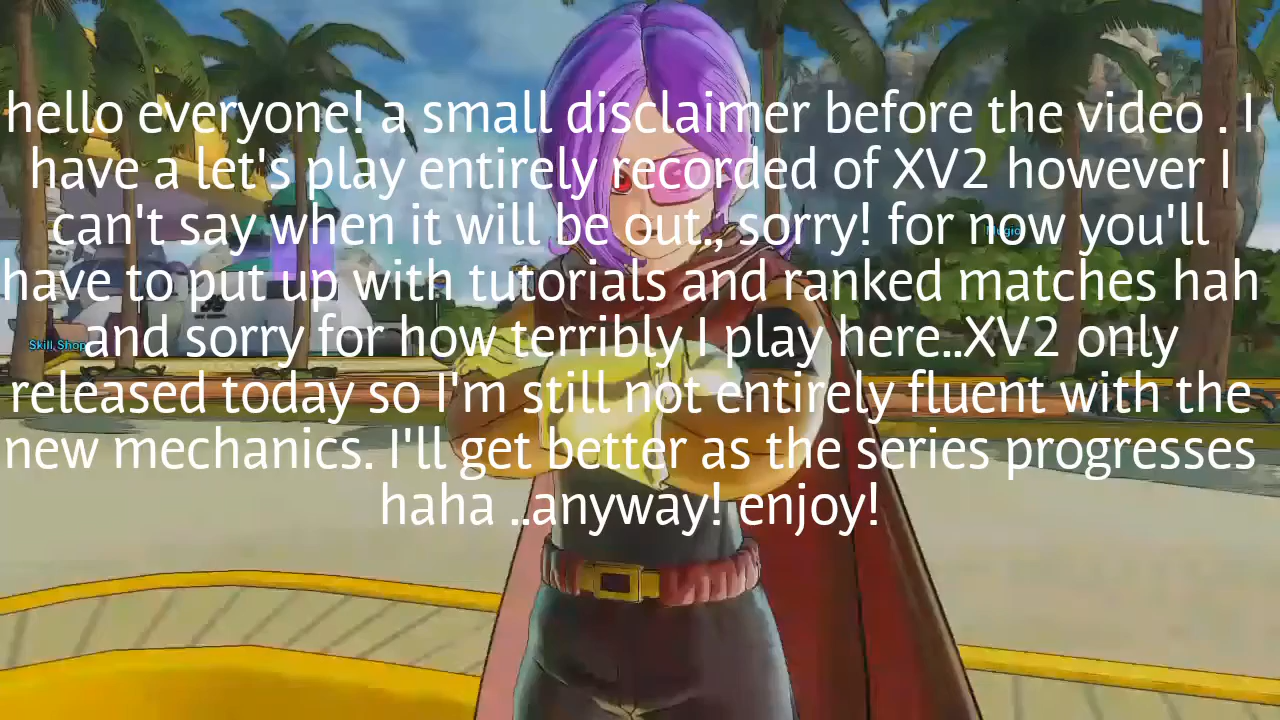 hello everyone! a small disclaimer before the video . I
have a let's play entirely recorded of XV2 however I
can't say when it will be out., sorry! for now you'll
have to put up with tutorials and ranked matches hah
and sorry for how terribly I play here..XV2 only
released today so I'm still not entirely fluent with the
new mechanics. I'll get better as the series progresses
haha ..anyway! enjoy!
Skill Shop